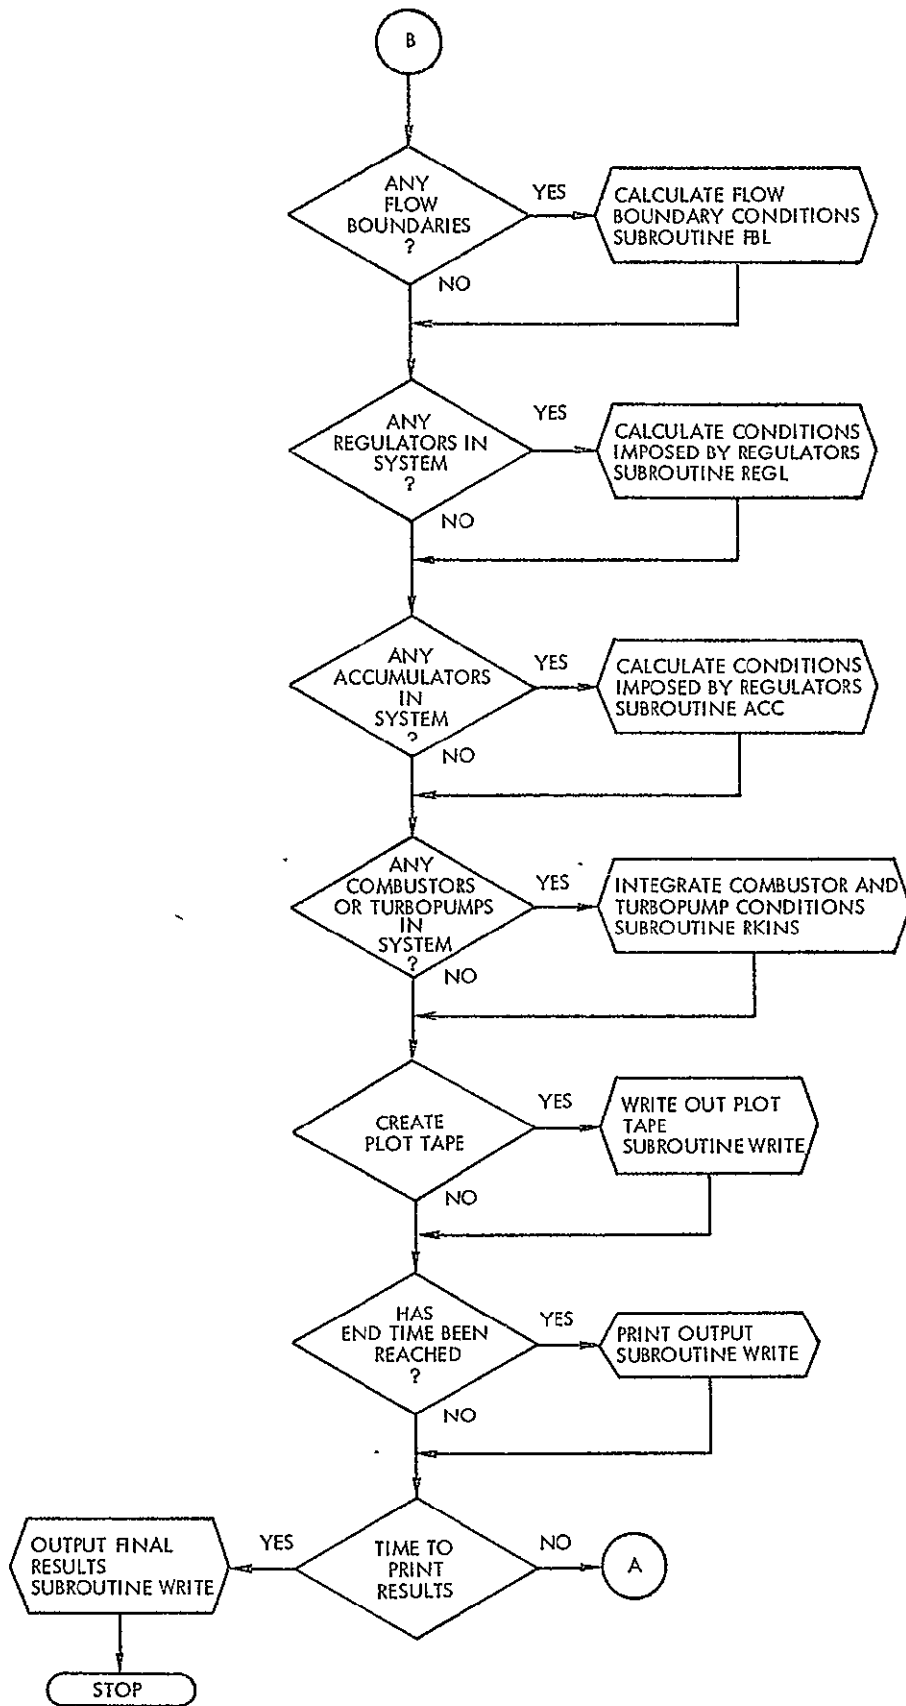 B
ANY
FLOW
BOUNDARIES
?
YES
CALCULATE FLOW
BOUNDARY CONDITIONS
SUBROUTINE FBL
NO
ANY
REGULATORS IN
SYSTEM
?
YES
CALCULATE CONDITIONS
IMPOSED BY REGULATORS
SUBROUTINE REGL
NO
ANY
ACCUMULATORS
IN
SYSTEM
?
YES
CALCULATE CONDITIONS
IMPOSED BY REGULATORS
SUBROUTINE ACC
NO
ANY
COMBUSTORS
OR TURBOPUMPS
IN
SYSTEM
?
YES
INTEGRATE COMBUSTOR AND
TURBOPUMP CONDITIONS
SUBROUTINE RKINS
NO
CREATE
PLOT TAPE
YES
WRITE OUT PLOT
TAPE
SUBROUTINE WRITE
NO
HAS
END TIME BEEN
REACHED
?
YES
PRINT OUTPUT
SUBROUTINE WRITE
NO
TIME TO
PRINT
RESULTS
YES
OUTPUT FINAL
RESULTS
SUBROUTINE WRITE
NO
A
STOP